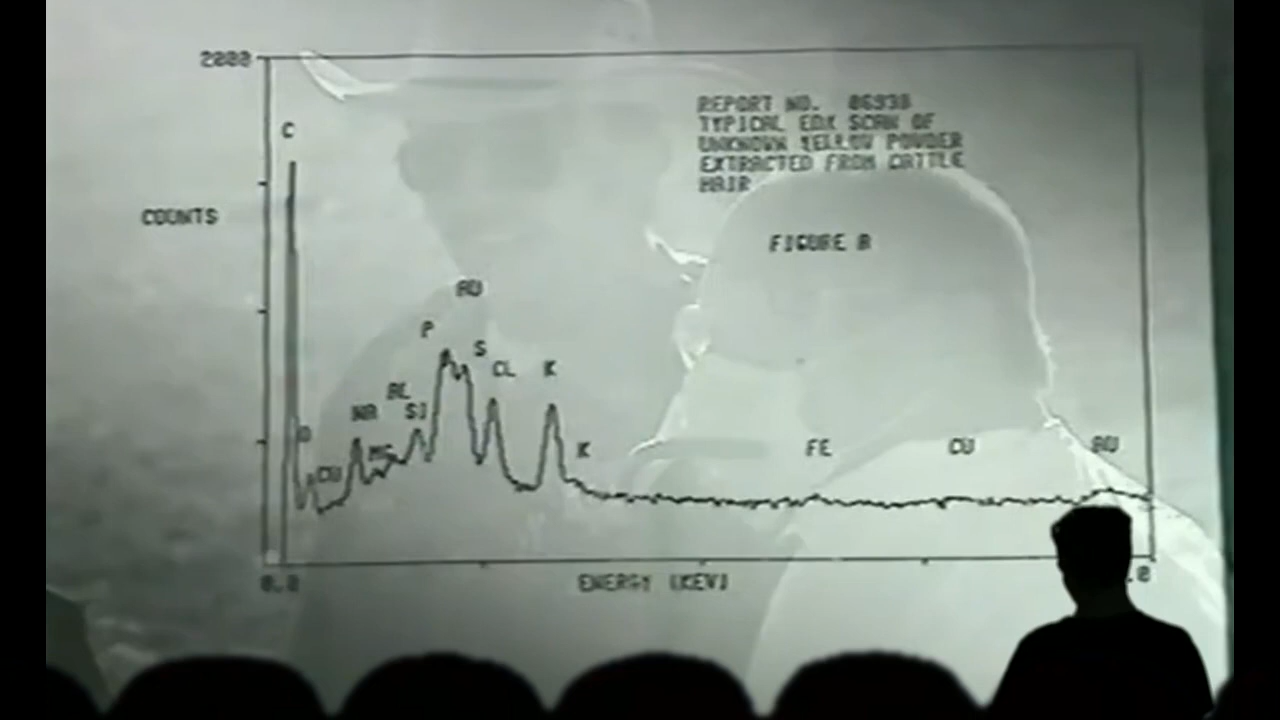 2000
C
REPORT NO. 86938
TYPICAL EDX SCAN OF
UNKNOWN YELLOW POWDER
EXTRACTED FROM CATTLE
HAIR
COUNTS
FIGURE B
AU
P
S
CL
K
AL
NA
SI
O
MG
CU
K
FE
CU
AU
0.0
ENERGY (KEV)